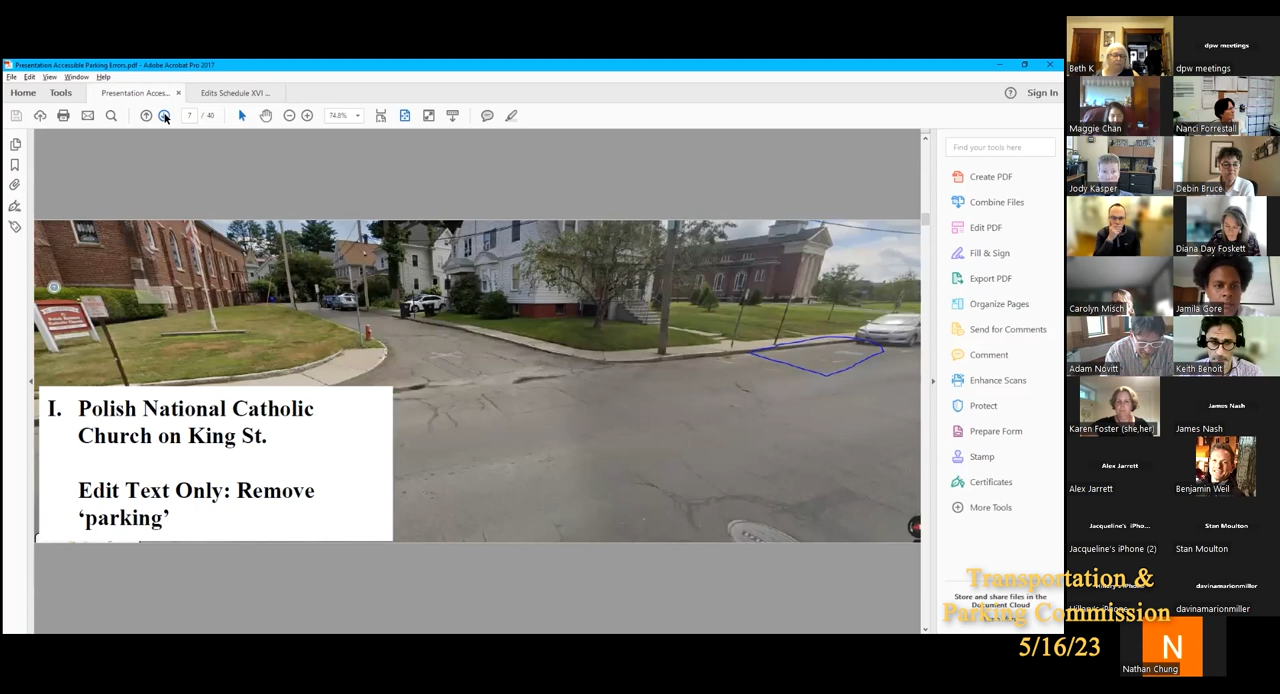 Presentation Accessible Parking Errors.pdf - Adobe Acrobat Pro 2017
File Edit View Window Help
Home Tools Presentation Acces... × Edits Schedule XVI ... Sign In
7 / 40 74.8%
Find your tools here
Create PDF
Combine Files
Edit PDF
Fill & Sign
Export PDF
Organize Pages
Send for Comments
Comment
Enhance Scans
Protect
Prepare Form
Stamp
Certificates
More Tools
Store and share files in the
Document Cloud
I. Polish National Catholic
Church on King St.
Edit Text Only: Remove
‘parking’
Beth K
dpw meetings
dpw meetings
Maggie Chan
Nanci Forrestall
Jody Kasper
Debin Bruce
Diana Day Foskett
Carolyn Misch
Jamila Gore
Adam Novitt
Keith Benoit
Karen Foster (she,her)
James Nash
James Nash
Alex Jarrett
Alex Jarrett
Benjamin Weil
Jacqueline's iPho...
Jacqueline's iPhone (2)
Stan Moulton
Stan Moulton
davinamarionmiller
davinamarionmiller
Transportation &
Parking Commission
5/16/23
N
Nathan Chung